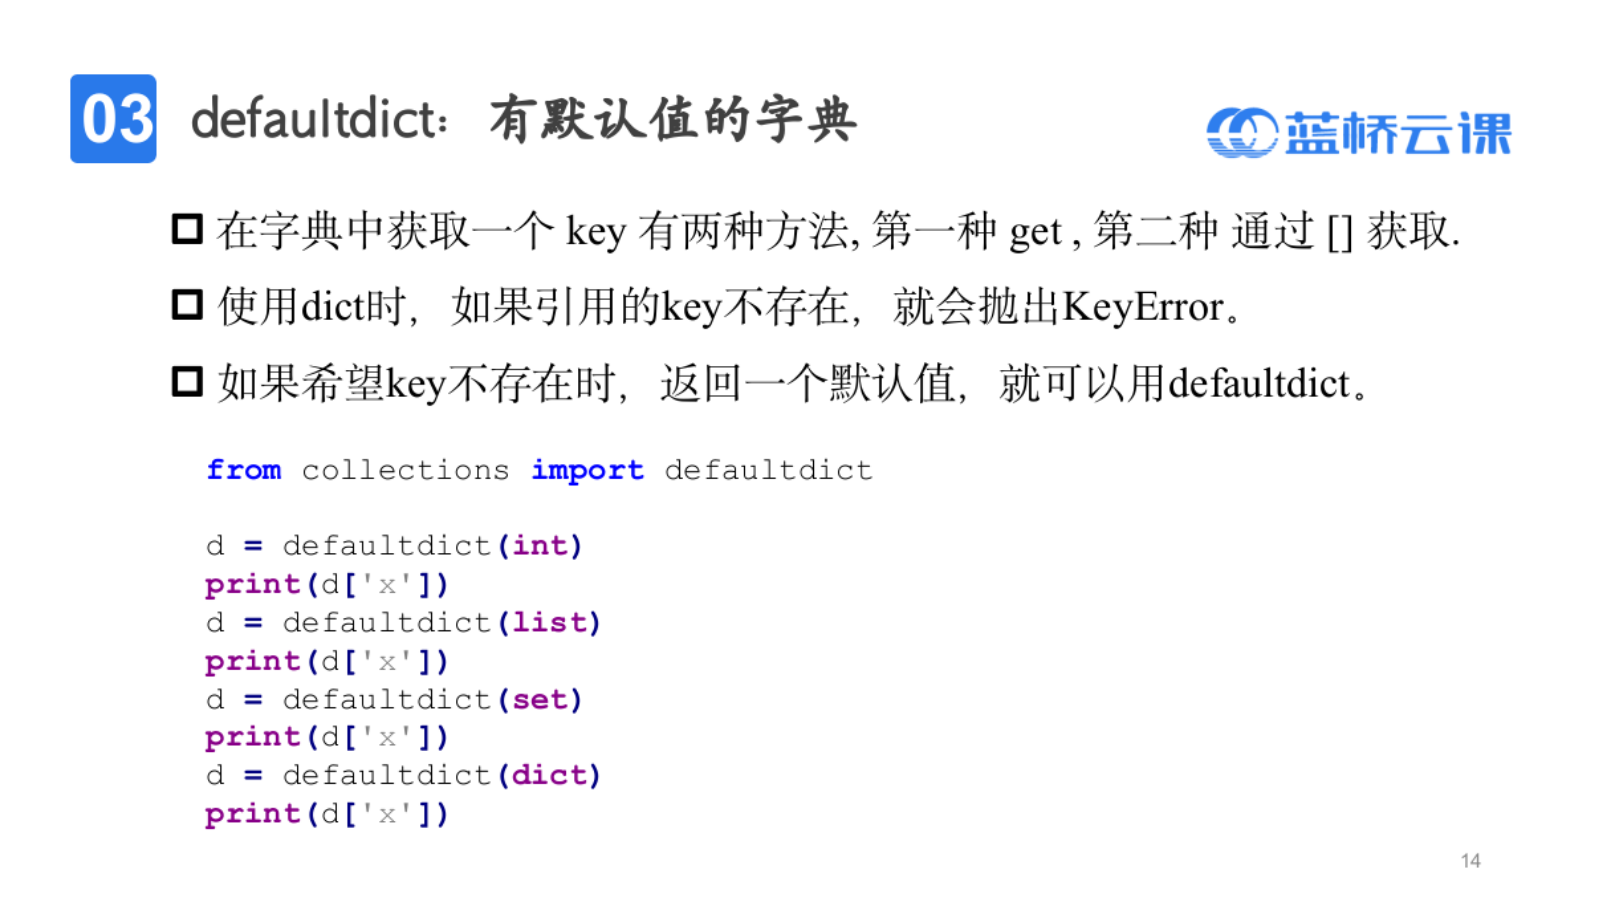 03 defaultdict：有默认值的字典
蓝桥云课
在字典中获取一个 key 有两种方法, 第一种 get , 第二种 通过 [] 获取.
使用dict时，如果引用的key不存在，就会抛出KeyError。
如果希望key不存在时，返回一个默认值，就可以用defaultdict。
from collections import defaultdict
d = defaultdict(int)
print(d['x'])
d = defaultdict(list)
print(d['x'])
d = defaultdict(set)
print(d['x'])
d = defaultdict(dict)
print(d['x'])
14